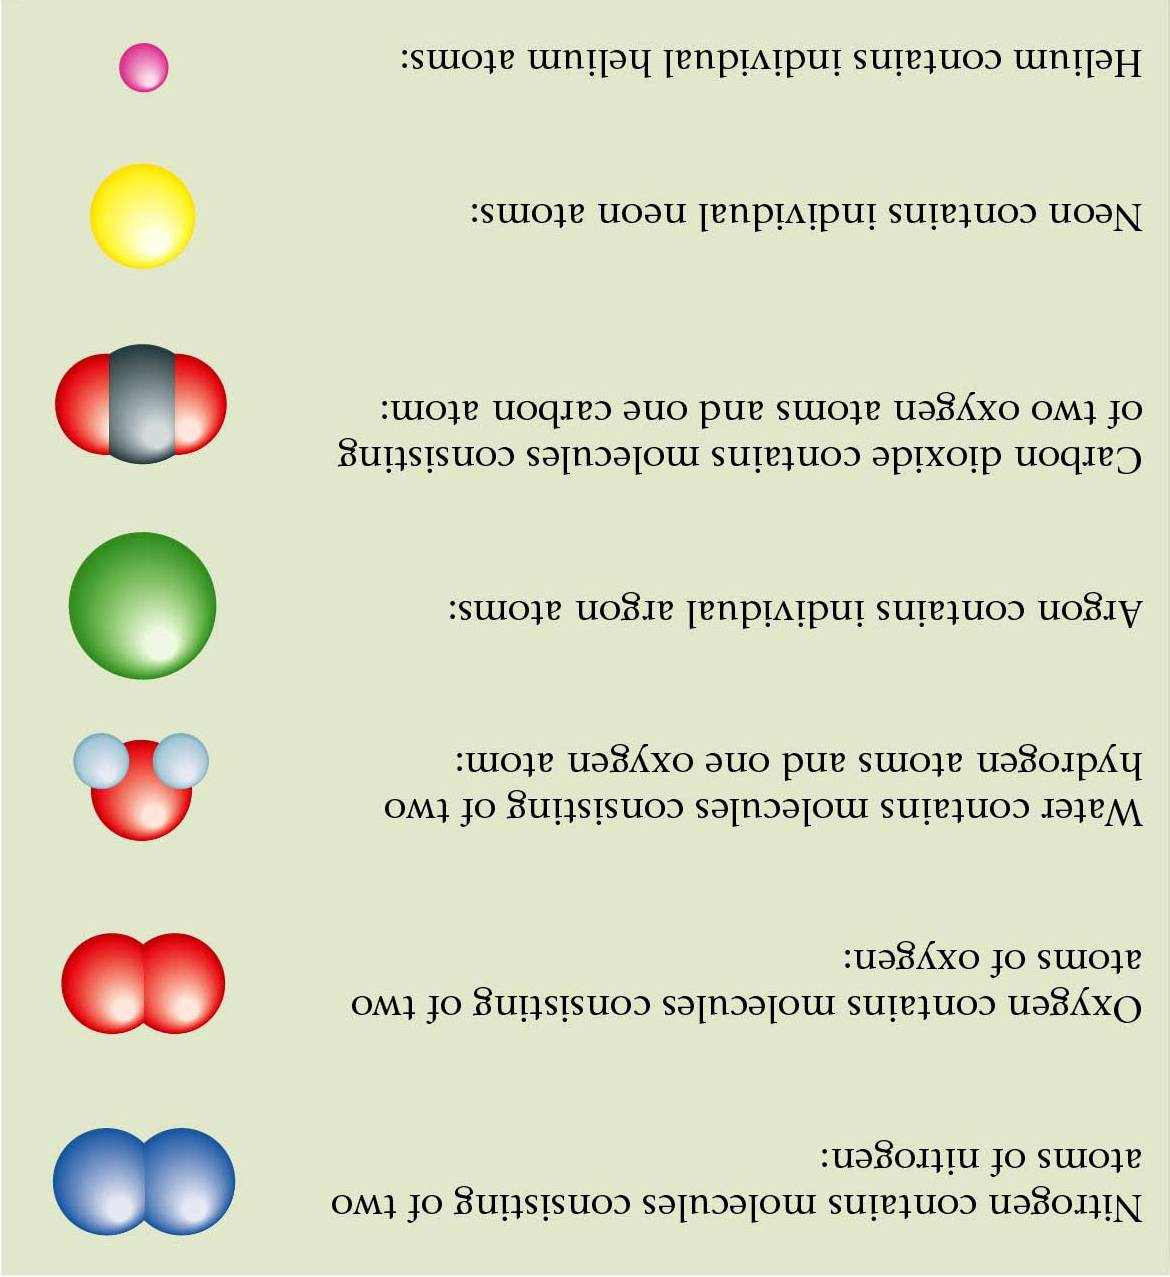 Nitrogen contains molecules consisting of two
atoms of nitrogen:
Oxygen contains molecules consisting of two
atoms of oxygen:
Water contains molecules consisting of two
hydrogen atoms and one oxygen atom:
Argon contains individual argon atoms:
Carbon dioxide contains molecules consisting
of two oxygen atoms and one carbon atom:
Neon contains individual neon atoms:
Helium contains individual helium atoms: